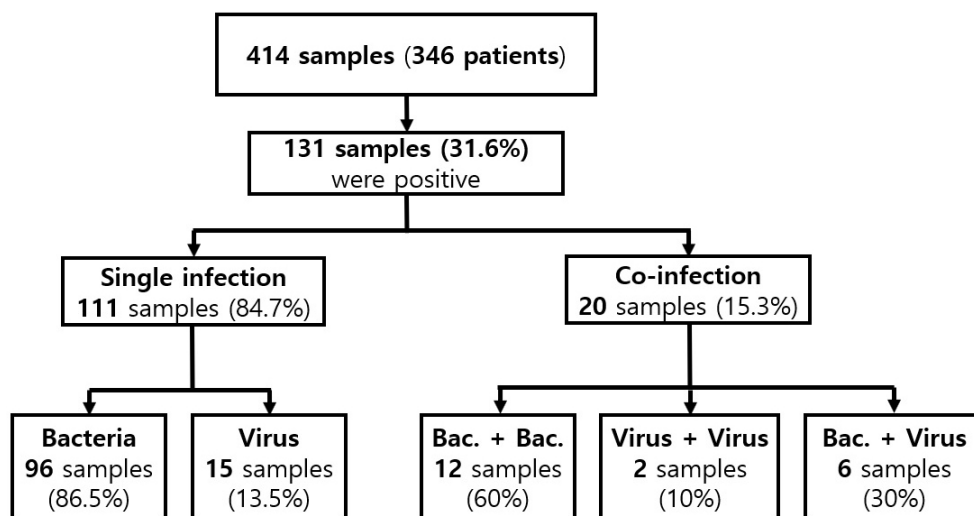 414 samples (346 patients)
131 samples (31.6%)
were positive
Single infection
111 samples (84.7%)
Co-infection
20 samples (15.3%)
Bacteria
96 samples
(86.5%)
Virus
15 samples
(13.5%)
Bac. + Bac.
12 samples
(60%)
Virus + Virus
2 samples
(10%)
Bac. + Virus
6 samples
(30%)